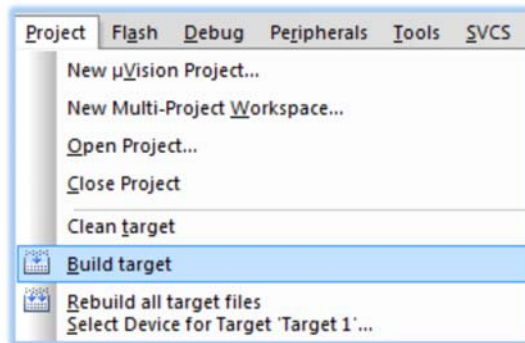 Project Flash Debug Peripherals Tools SVCS
New µVision Project...
New Multi-Project Workspace...
Open Project...
Close Project
Clean target
Build target
Rebuild all target files
Select Device for Target 'Target 1'...